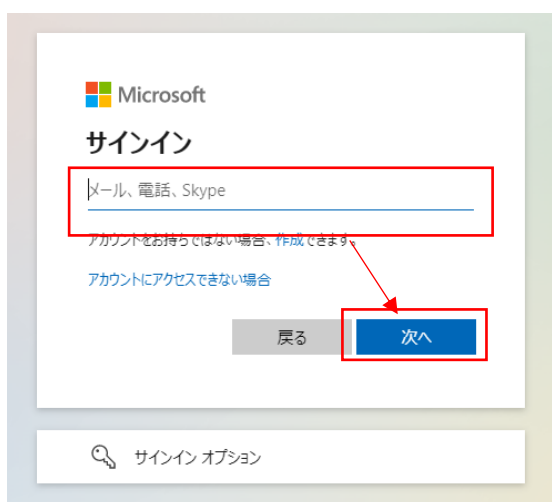 Microsoft
サインイン
メール、電話、Skype
アカウントをお持ちではない場合、作成できます。
アカウントにアクセスできない場合
戻る
次へ
サインイン オプション